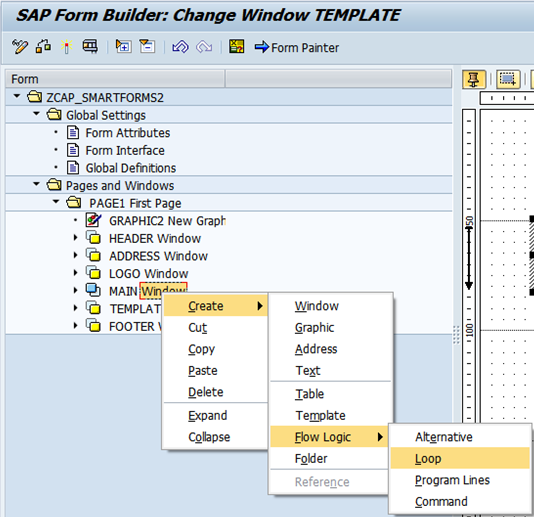 SAP Form Builder: Change Window TEMPLATE
Form Painter
Form
ZCAP_SMARTFORMS2
Global Settings
Form Attributes
Form Interface
Global Definitions
Pages and Windows
PAGE1 First Page
GRAPHIC2 New Graph
HEADER Window
ADDRESS Window
LOGO Window
MAIN Window
TEMPLAT
FOOTER W
Create
Cut
Copy
Paste
Delete
Expand
Collapse
Window
Graphic
Address
Text
Table
Template
Flow Logic
Folder
Reference
Alternative
Loop
Program Lines
Command
50
100